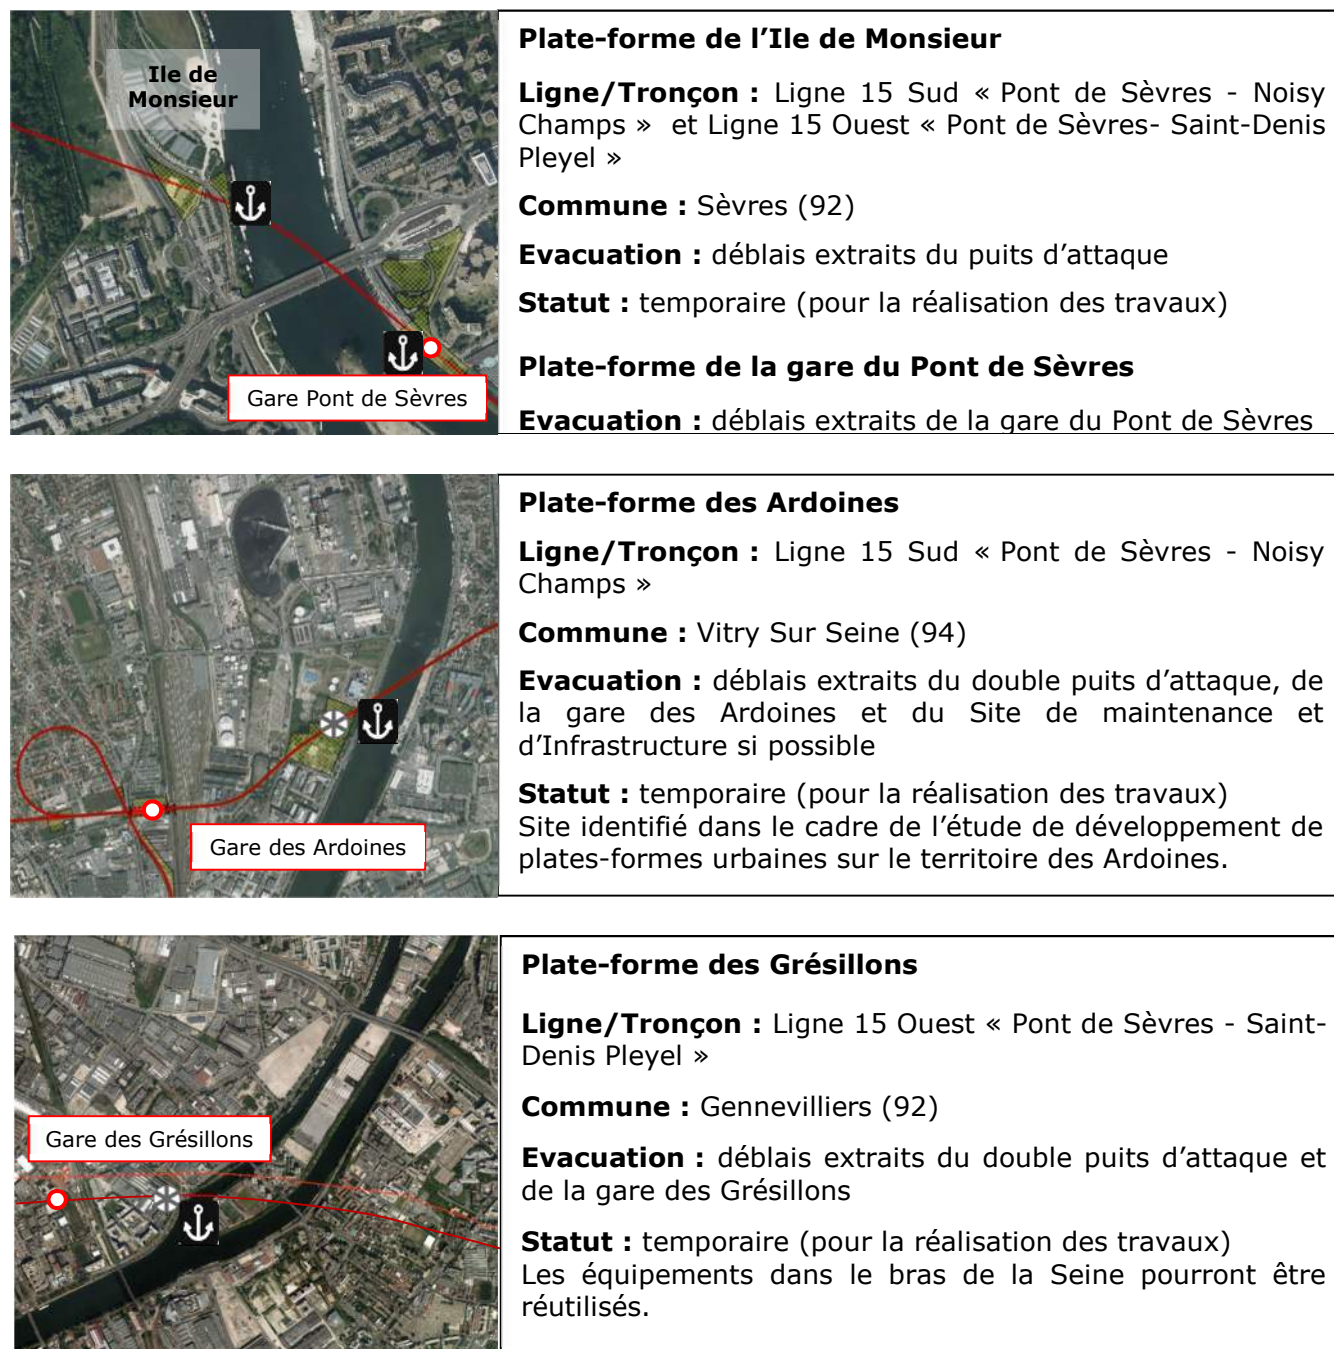 Ile de
Monsieur
Gare Pont de Sèvres
Plate-forme de l’Ile de Monsieur
Ligne/Tronçon : Ligne 15 Sud « Pont de Sèvres - Noisy
Champs » et Ligne 15 Ouest « Pont de Sèvres- Saint-Denis
Pleyel »
Commune : Sèvres (92)
Evacuation : déblais extraits du puits d’attaque
Statut : temporaire (pour la réalisation des travaux)
Plate-forme de la gare du Pont de Sèvres
Evacuation : déblais extraits de la gare du Pont de Sèvres
Gare des Ardoines
Plate-forme des Ardoines
Ligne/Tronçon : Ligne 15 Sud « Pont de Sèvres - Noisy
Champs »
Commune : Vitry Sur Seine (94)
Evacuation : déblais extraits du double puits d’attaque, de
la gare des Ardoines et du Site de maintenance et
d’Infrastructure si possible
Statut : temporaire (pour la réalisation des travaux)
Site identifié dans le cadre de l’étude de développement de
plates-formes urbaines sur le territoire des Ardoines.
Gare des Grésillons
Plate-forme des Grésillons
Ligne/Tronçon : Ligne 15 Ouest « Pont de Sèvres - Saint-
Denis Pleyel »
Commune : Gennevilliers (92)
Evacuation : déblais extraits du double puits d’attaque et
de la gare des Grésillons
Statut : temporaire (pour la réalisation des travaux)
Les équipements dans le bras de la Seine pourront être
réutilisés.